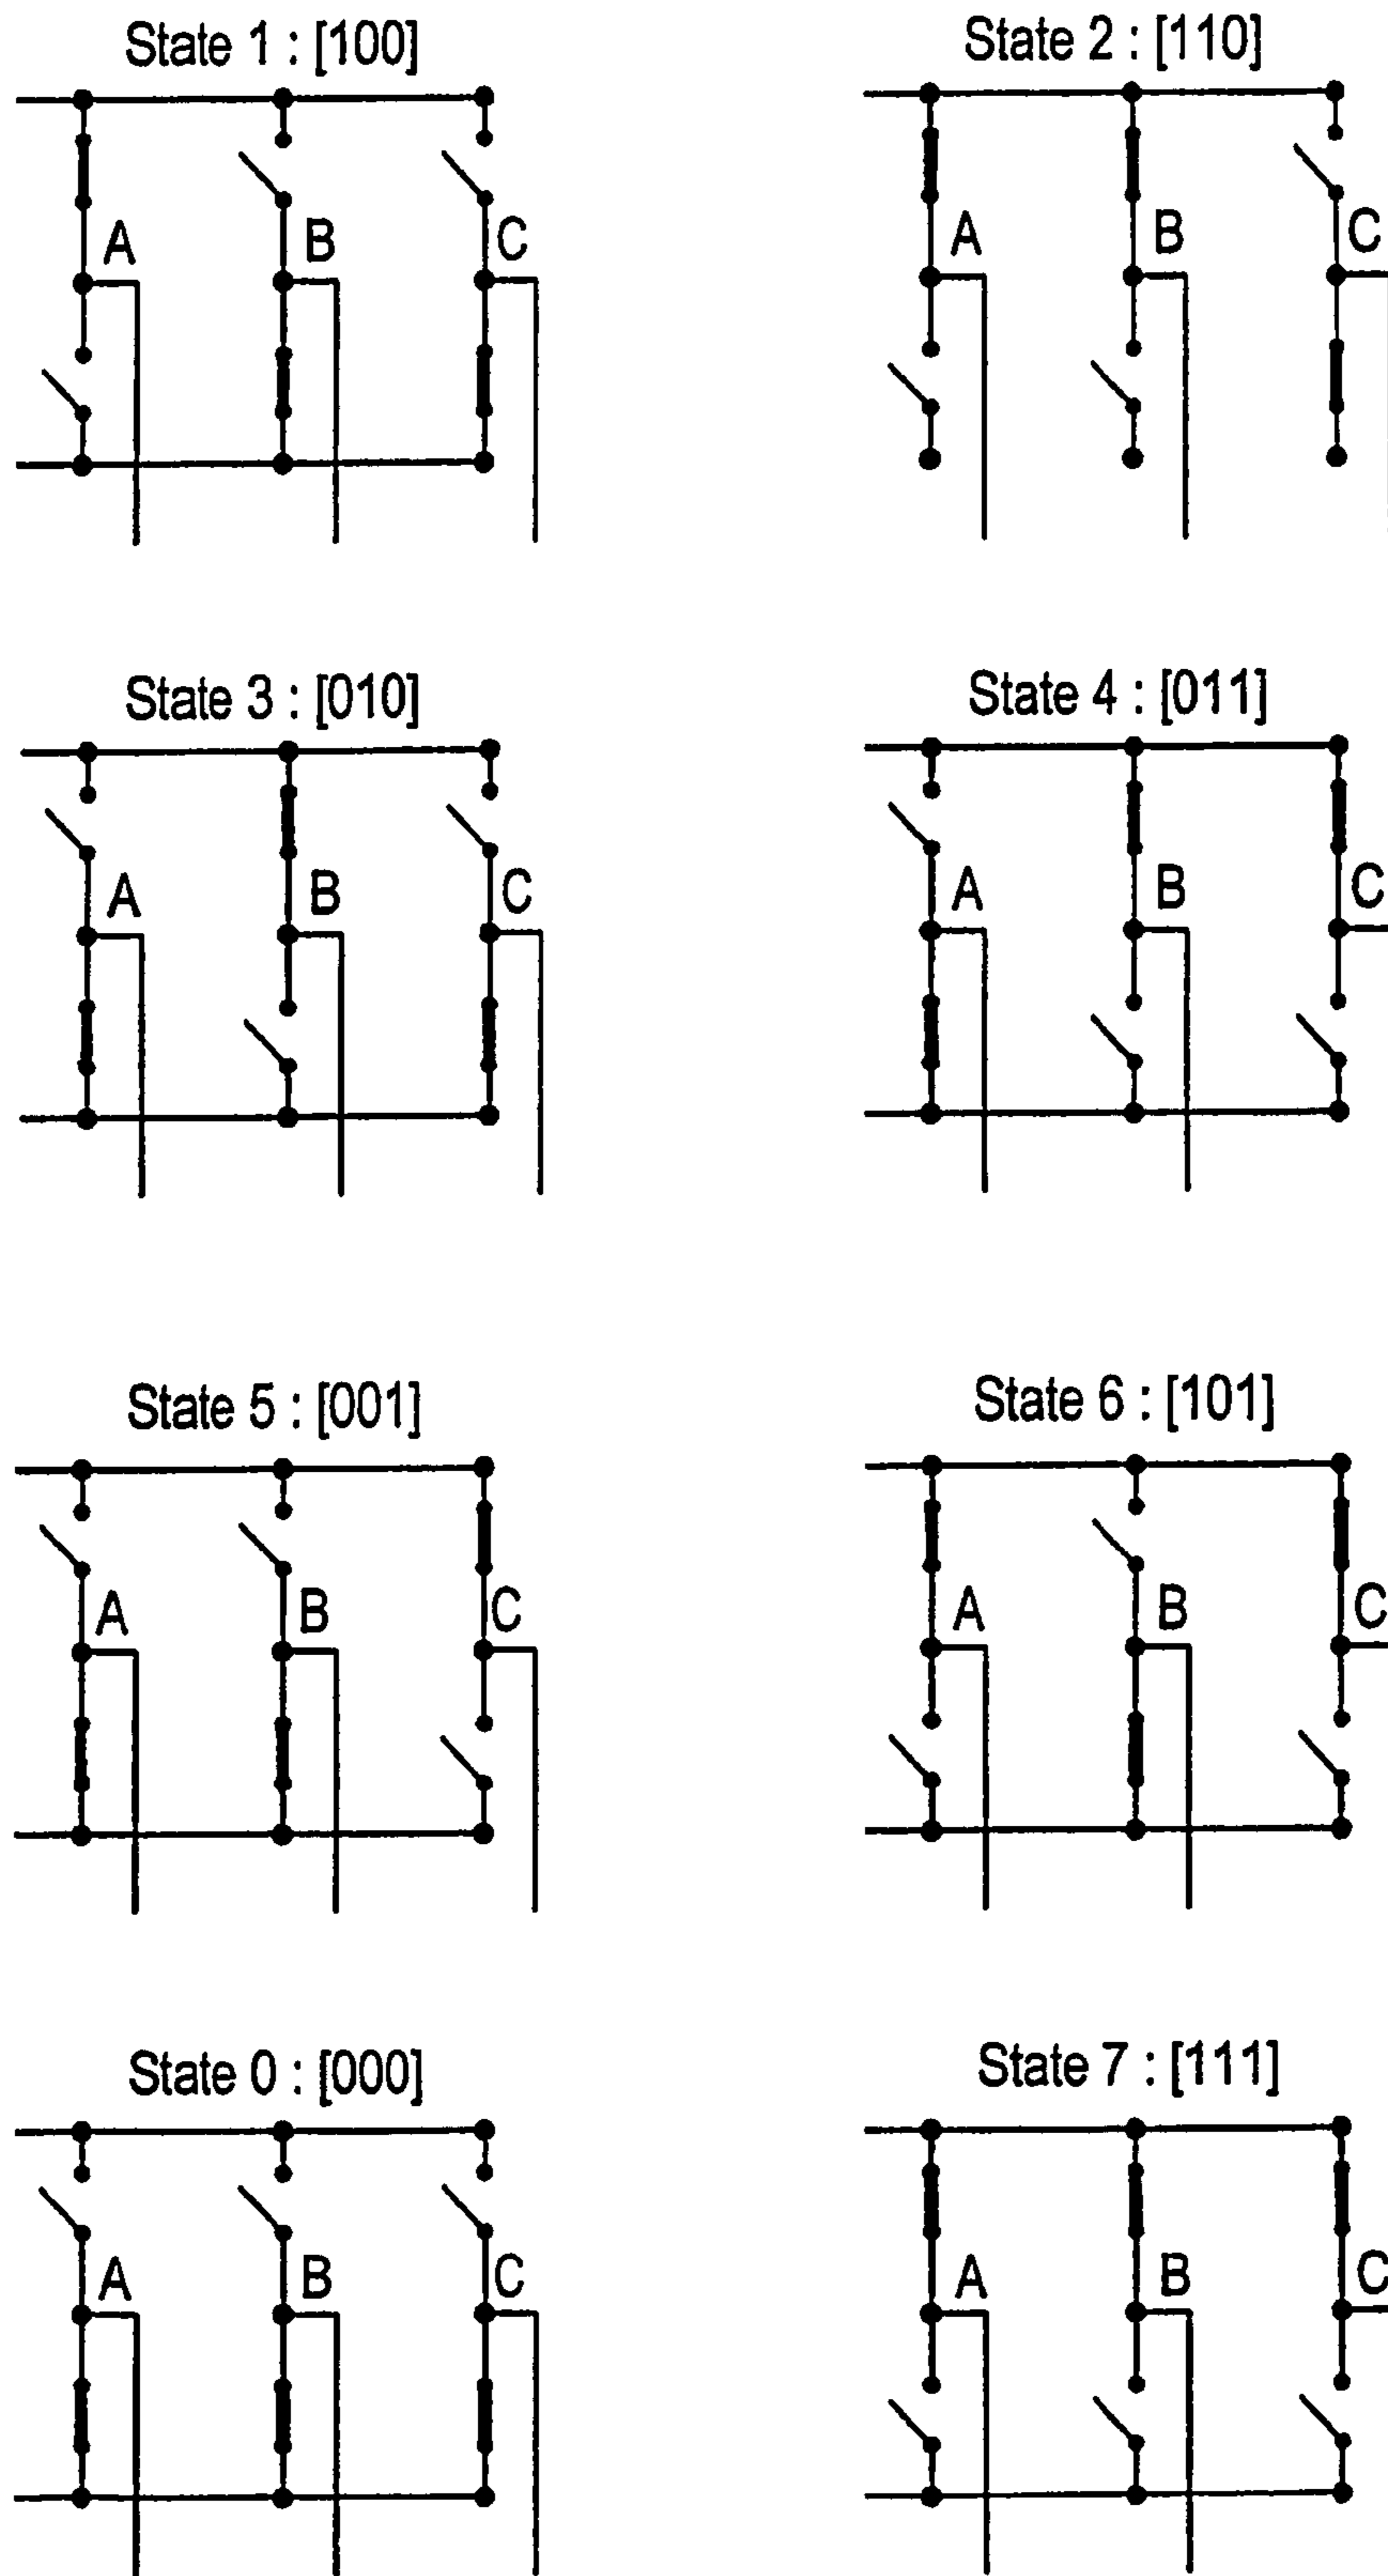 State 1 : [100]
A B C
State 2 : [110]
A B C
State 3 : [010]
A B C
State 4 : [011]
A B C
State 5 : [001]
A B C
State 6 : [101]
A B C
State 0 : [000]
A B C
State 7 : [111]
A B C